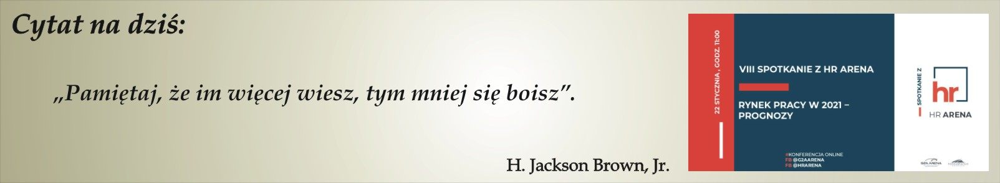 Cytat na dziś:
„Pamiętaj, że im więcej wiesz, tym mniej się boisz”.
H. Jackson Brown, Jr.
22 STYCZNIA , GODZ. 11:00
VIII SPOTKANIE Z HR ARENA
RYNEK PRACY W 2021 –
PROGNOZY
#KONFERENCJA ONLINE
FB @G2AARENA
FB @HRARENA
SPOTKANIE Z
hr
HR ARENA
G2A ARENA